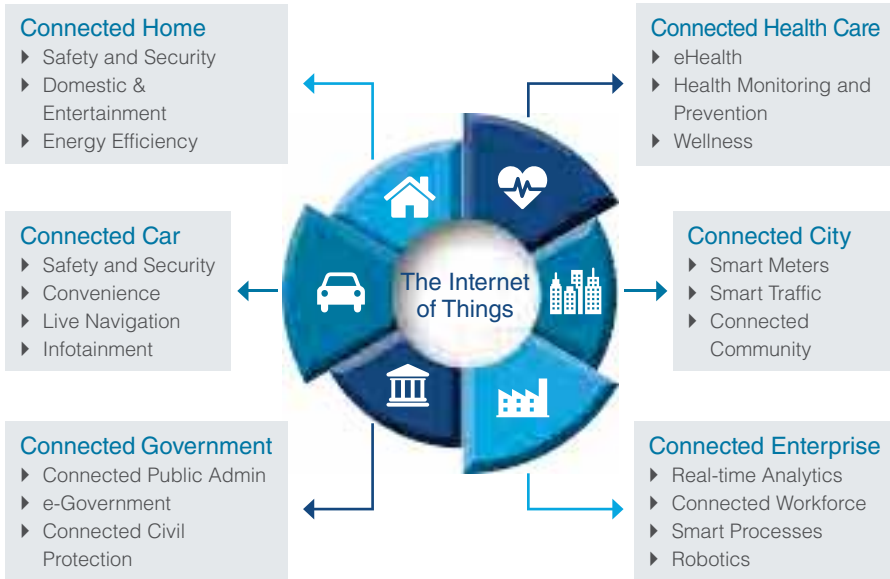 Connected Home
Safety and Security
Domestic &
Entertainment
Energy Efficiency
Connected Health Care
eHealth
Health Monitoring and
Prevention
Wellness
Connected Car
Safety and Security
Convenience
Live Navigation
Infotainment
The Internet
of Things
Connected City
Smart Meters
Smart Traffic
Connected
Community
Connected Government
Connected Public Admin
e-Government
Connected Civil
Protection
Connected Enterprise
Real-time Analytics
Connected Workforce
Smart Processes
Robotics